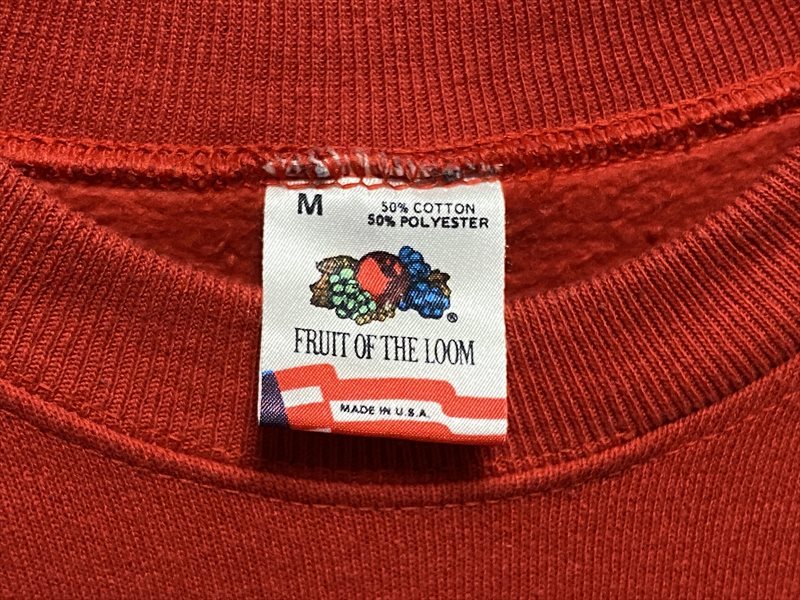 M
50% COTTON
50% POLYESTER
®
FRUIT OF THE LOOM
MADE IN U.S.A.